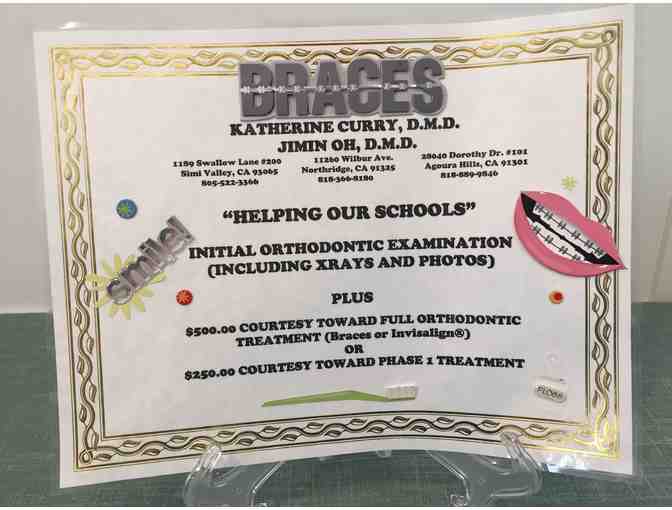 BRACES
KATHERINE CURRY, D.M.D.
JIMIN OH, D.M.D.
1189 Swallow Lane #200
Simi Valley, CA 93065
805-522-3366
11260 Wilbur Ave.
Northridge, CA 91325
818-366-8180
28040 Dorothy Dr. #101
Agoura Hills, CA 91301
818-889-9846
"HELPING OUR SCHOOLS"
smile!
INITIAL ORTHODONTIC EXAMINATION
(INCLUDING XRAYS AND PHOTOS)
PLUS
$500.00 COURTESY TOWARD FULL ORTHODONTIC
TREATMENT (Braces or Invisalign®)
OR
$250.00 COURTESY TOWARD PHASE 1 TREATMENT
FLOSS